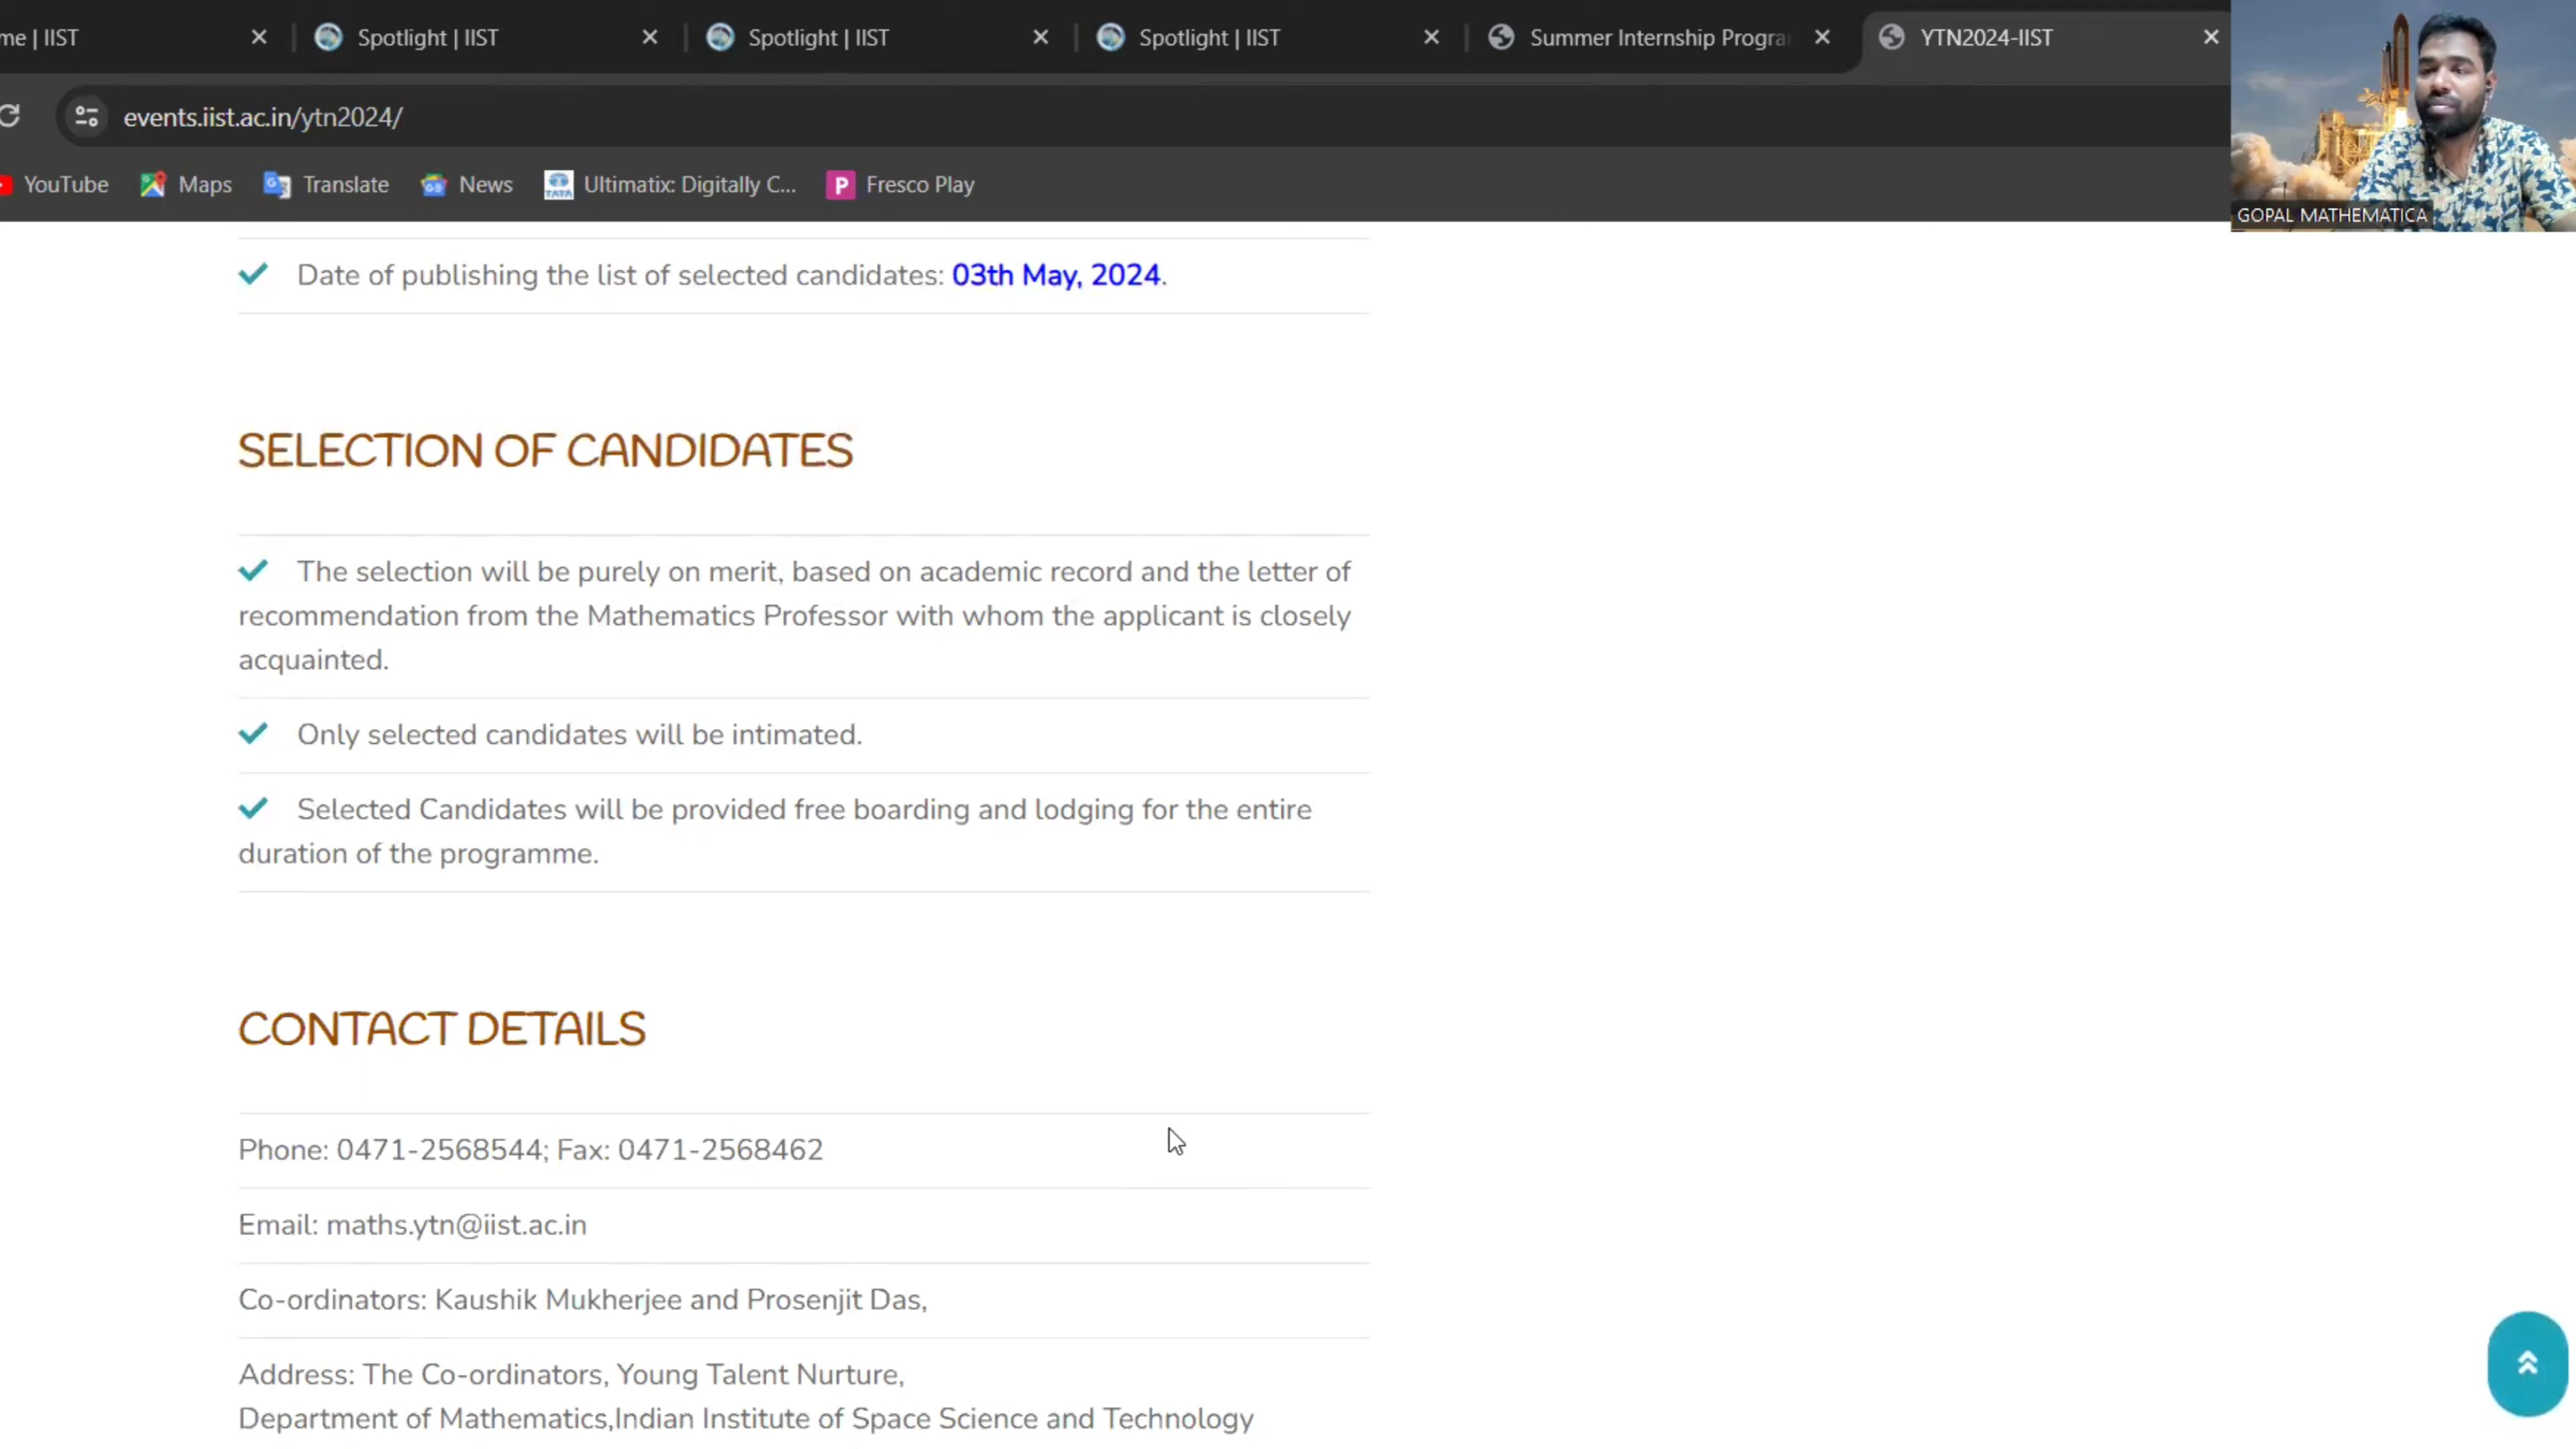 me | IIST
Spotlight | IIST
Spotlight | IIST
Spotlight | IIST
Summer Internship Progra
YTN2024-IIST
events.iist.ac.in/ytn2024/
YouTube
Maps
Translate
News
Ultimatix: Digitally C...
Fresco Play
GOPAL MATHEMATICA
Date of publishing the list of selected candidates: 03th May, 2024.
SELECTION OF CANDIDATES
The selection will be purely on merit, based on academic record and the letter of
recommendation from the Mathematics Professor with whom the applicant is closely
acquainted.
Only selected candidates will be intimated.
Selected Candidates will be provided free boarding and lodging for the entire
duration of the programme.
CONTACT DETAILS
Phone: 0471-2568544; Fax: 0471-2568462
Email: maths.ytn@iist.ac.in
Co-ordinators: Kaushik Mukherjee and Prosenjit Das,
Address: The Co-ordinators, Young Talent Nurture,
Department of Mathematics,Indian Institute of Space Science and Technology